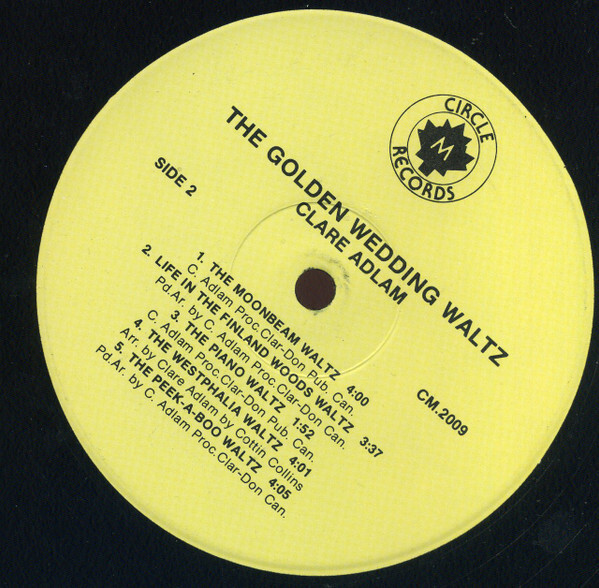 CIRCLE
M
RECORDS
THE GOLDEN WEDDING WALTZ
CLARE ADLAM
SIDE 2
CM.2009
1. THE MOONBEAM WALTZ 4:00
C. Adlam Proc.Clar-Don Pub. Can.
2. LIFE IN THE FINLAND WOODS WALTZ 3:37
Pd.Ar. by C. Adlam Proc.Clar-Don Can.
3. THE PIANO WALTZ 1:52
C. Adlam Proc.Clar-Don Pub. Can.
4. THE WESTPHALIA WALTZ 4:01
Arr. by Clare Adlam by Cottin Collins
5. THE PEEK-A-BOO WALTZ 4:05
Pd.Ar. by C. Adlam Proc.Clar-Don Can.